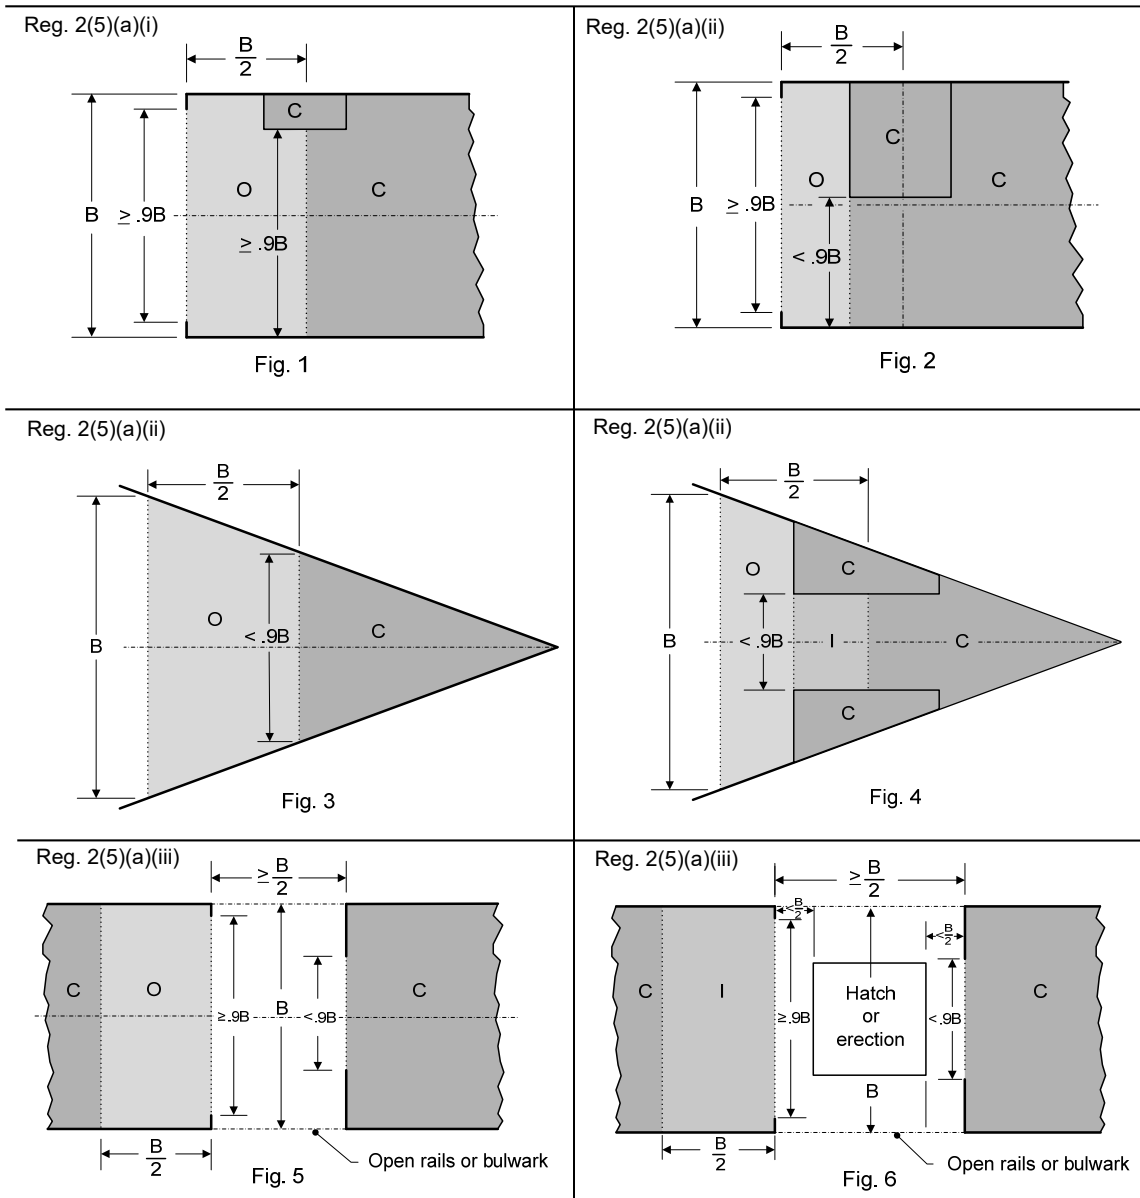 Reg. 2(5)(a)(i)
B
2
C
O
C
B
≥ .9B
≥ .9B
Fig. 1
Reg. 2(5)(a)(ii)
B
2
C
O
C
B
≥ .9B
< .9B
Fig. 2
Reg. 2(5)(a)(ii)
B
2
O
C
B
< .9B
Fig. 3
Reg. 2(5)(a)(ii)
B
2
O
C
B
< .9B
I
C
C
Fig. 4
Reg. 2(5)(a)(iii)
≥ B
2
C
O
C
≥ .9B
B
< .9B
B
2
Open rails or bulwark
Fig. 5
Reg. 2(5)(a)(iii)
≥ B
2
< B
2
< B
2
C
I
Hatch
or
erection
C
≥ .9B
< .9B
B
B
2
Open rails or bulwark
Fig. 6